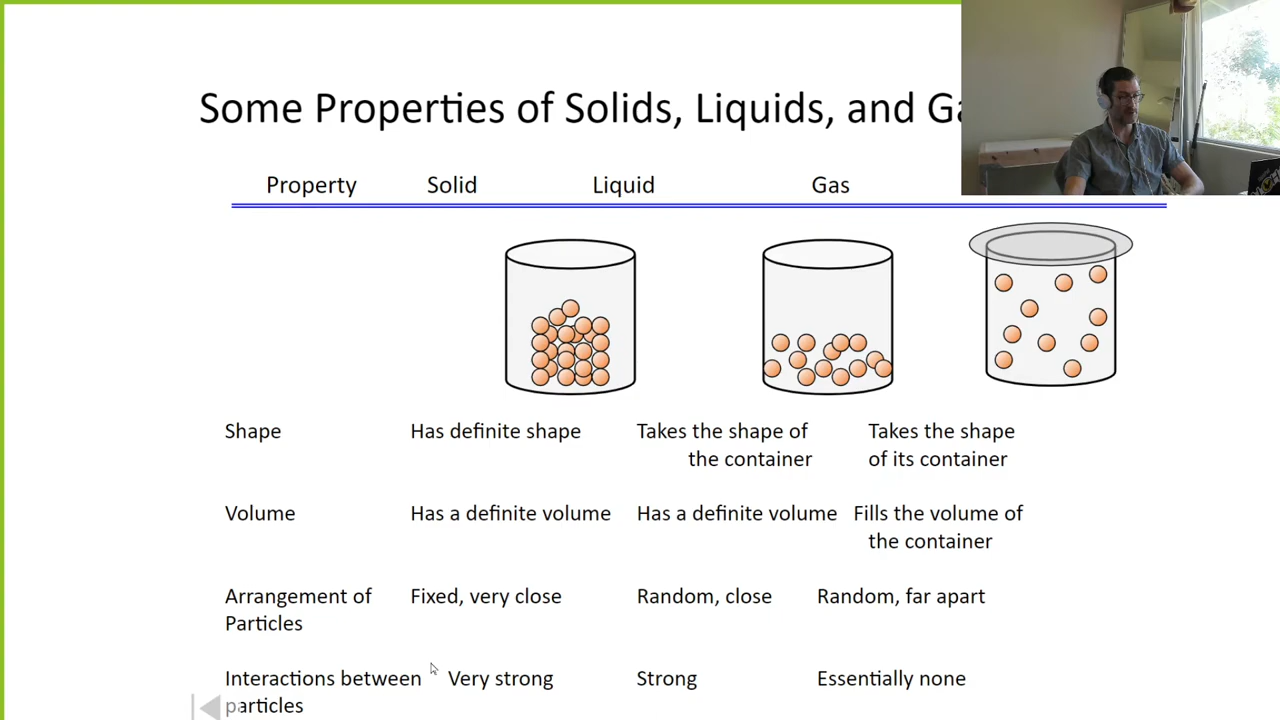 Some Properties of Solids, Liquids, and Ga
Property Solid Liquid Gas
Shape Has definite shape Takes the shape of Takes the shape
the container of its container
Volume Has a definite volume Has a definite volume Fills the volume of
the container
Arrangement of Fixed, very close Random, close Random, far apart
Particles
Interactions between Very strong Strong Essentially none
particles